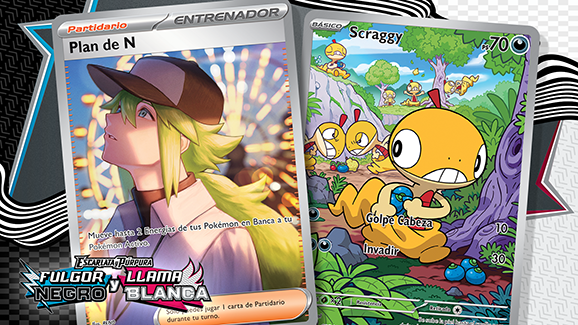 Partidario
ENTRENADOR
Plan de N
Mueve hasta 2 Energías de tus Pokémon en Banca a tu
Pokémon Activo.
1 carta de Partidario
durante tu turno.
BÁSICO
Scraggy
PS 70
Golpe Cabeza
10
Invadir
30
ESCARLATA y PÚRPURA
FULGOR
NEGRO
y
LLAMA
BLANCA